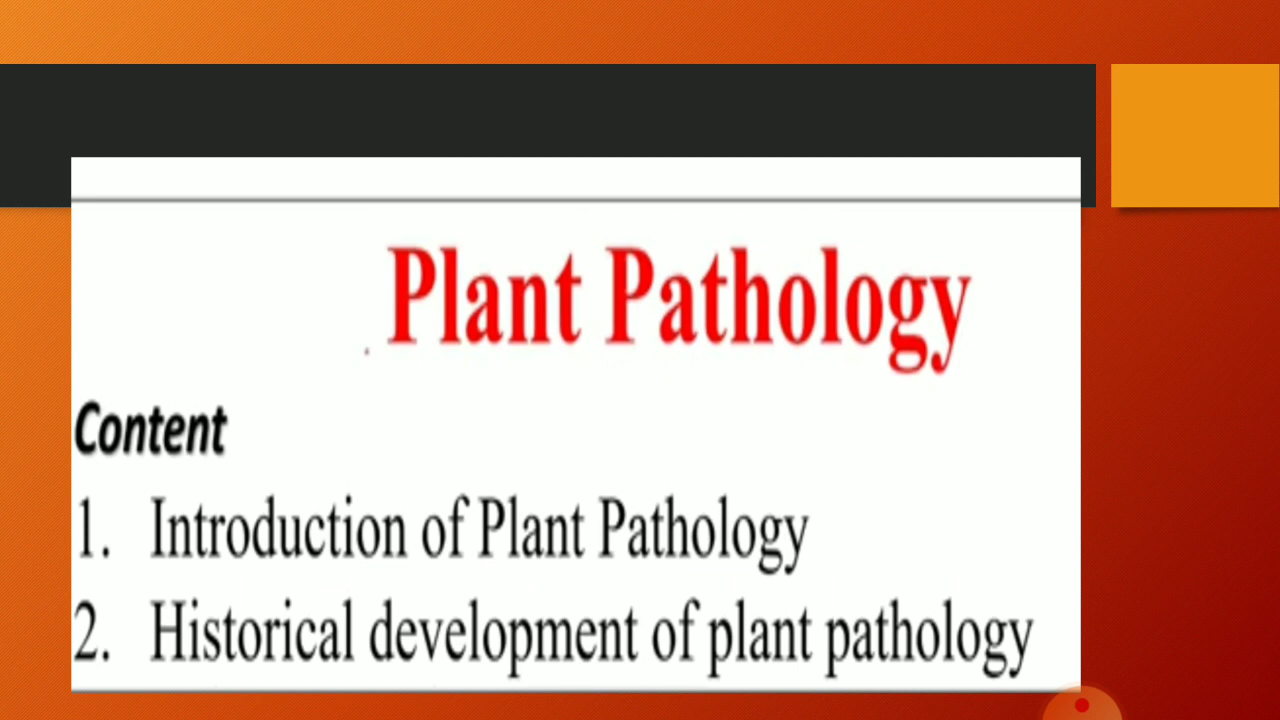 Plant Pathology
Content
1. Introduction of Plant Pathology
2. Historical development of plant pathology